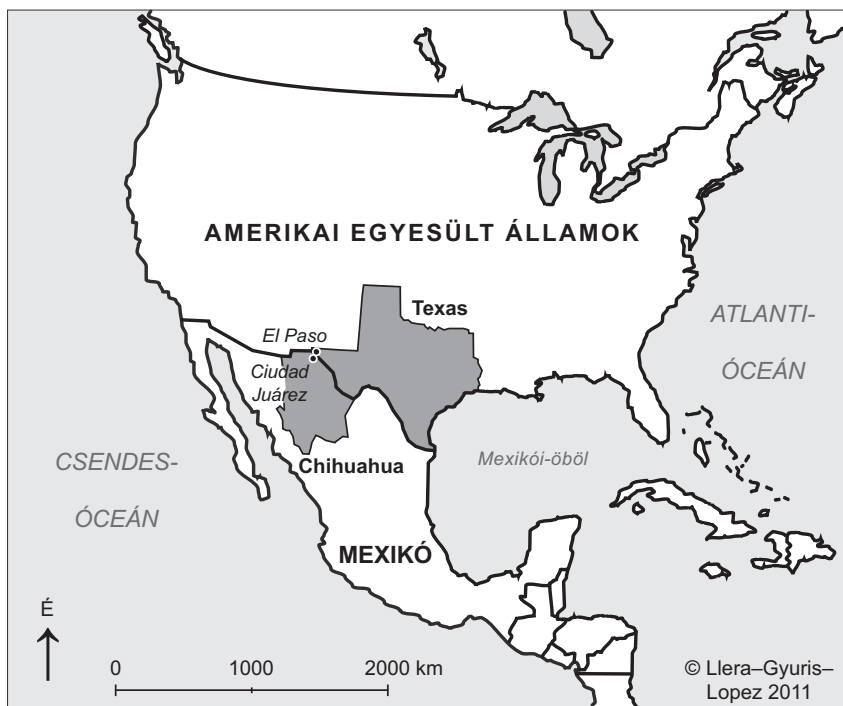 AMERIKAI EGYESÜLT ÁLLAMOK
Texas
El Paso
Ciudad
Juárez
ATLANTI-
ÓCEÁN
CSENDES-
ÓCEÁN
Chihuahua
Mexikói-öböl
MEXIKÓ
É
0 1000 2000 km
© Llera–Gyuris–
Lopez 2011